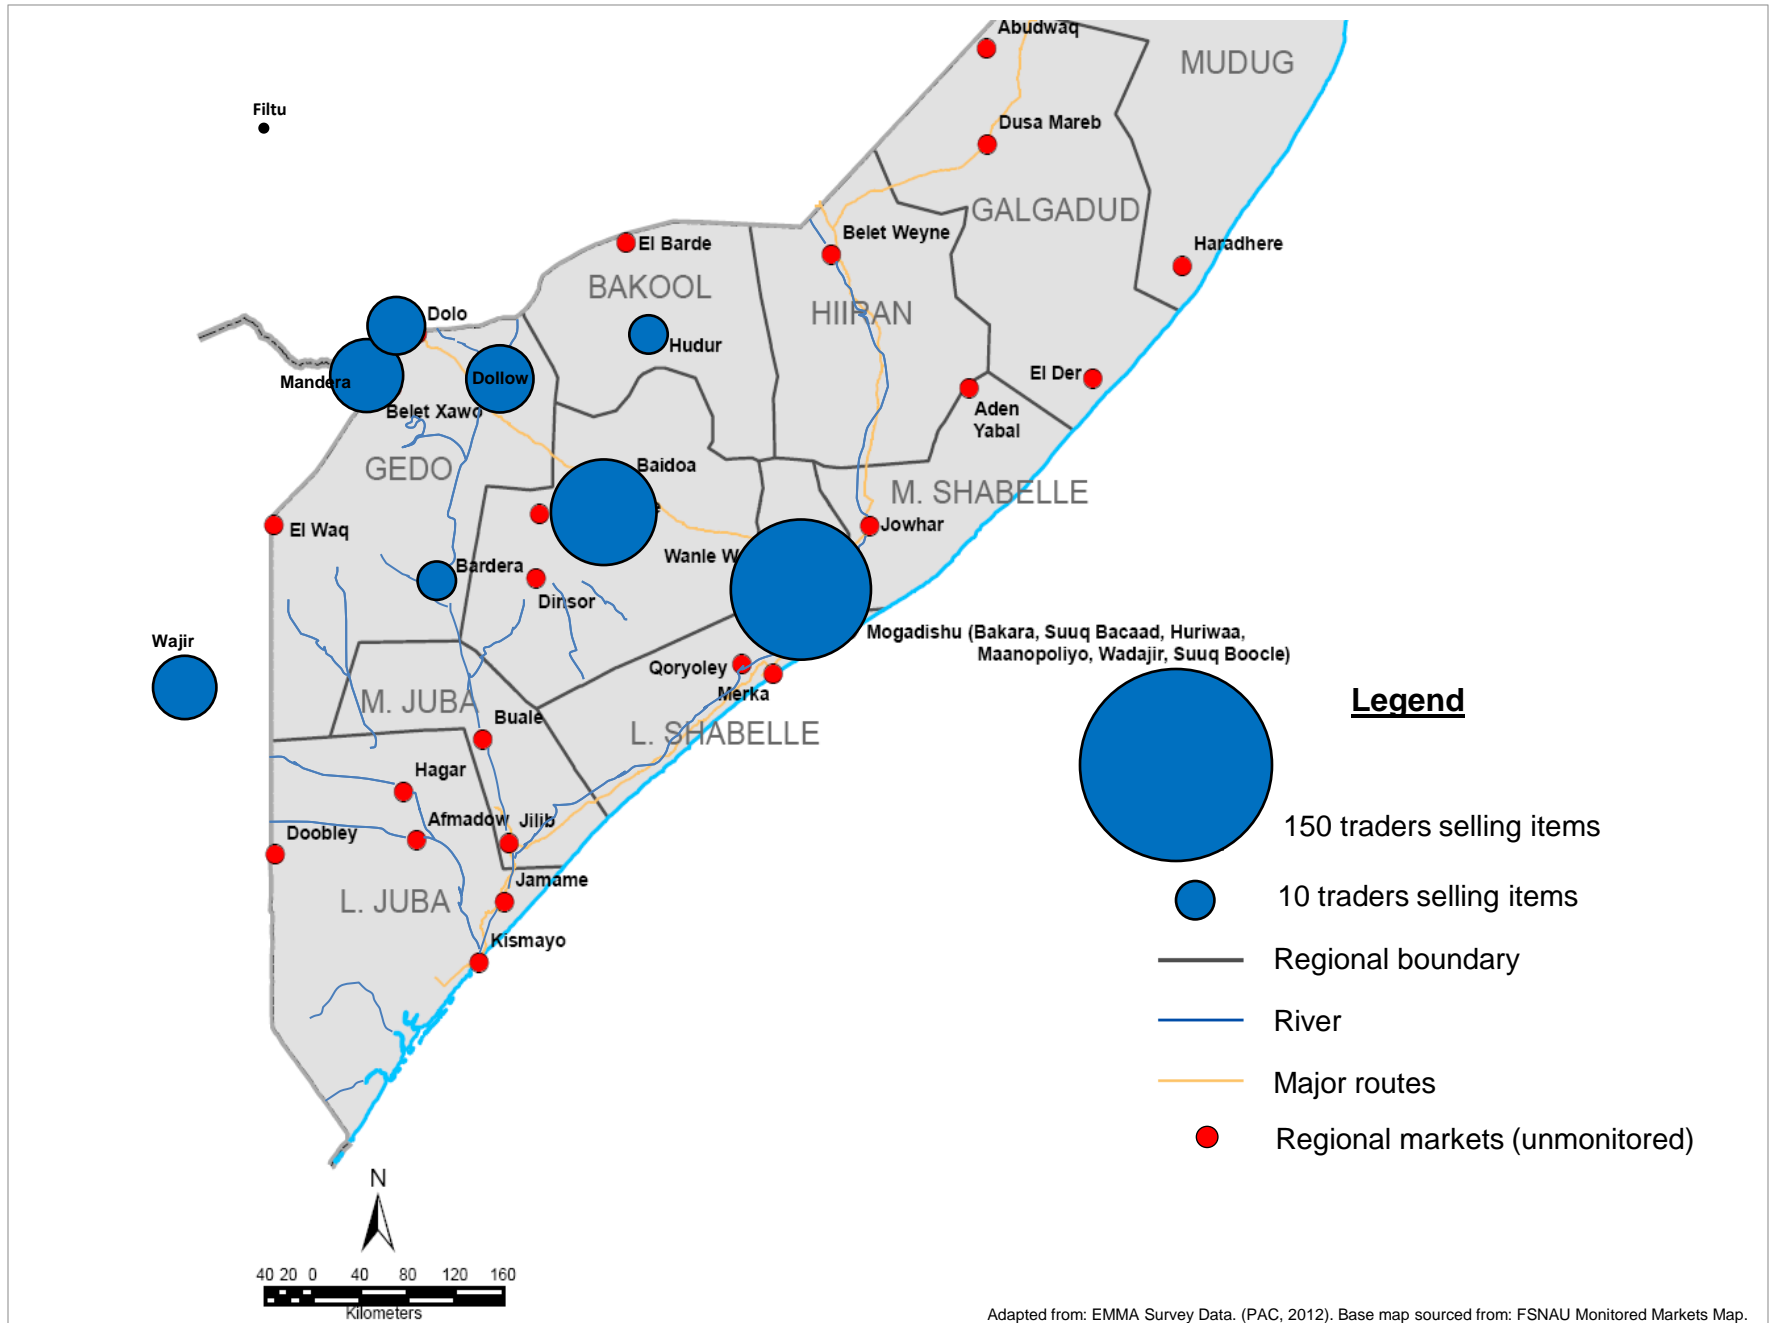 Abudwaq
MUDUG
Filtu
Dusa Mareb
GALGADUD
Belet Weyne
Haradhere
El Barde
BAKOOL
HIIRAN
Dolo
Hudur
Mandera
Dollow
El Der
Belet Xawo
Aden
Yabal
GEDO
Baidoa
M. SHABELLE
El Waq
Jowhar
Wanle W
Bardera
Dinsor
Wajir
Mogadishu (Bakara, Suuq Bacaad, Huriwaa,
Maanopoliyo, Wadajir, Suuq Boocle)
Qoryoley
Merka
M. JUBA
Buale
L. SHABELLE
Hagar
Afmadow
Jilib
Doobley
Jamame
L. JUBA
Kismayo
Legend
150 traders selling items
10 traders selling items
Regional boundary
River
Major routes
Regional markets (unmonitored)
N
40 20 0 40 80 120 160
Kilometers
Adapted from: EMMA Survey Data. (PAC, 2012). Base map sourced from: FSNAU Monitored Markets Map.